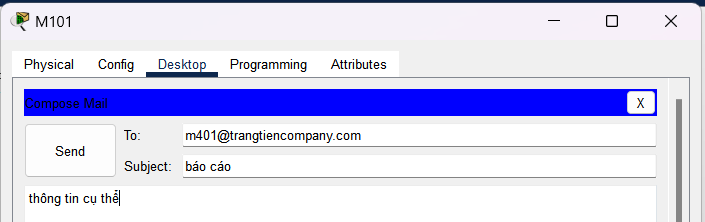 M101
Physical Config Desktop Programming Attributes
Compose Mail X
Send
To: m401@trangtiencompany.com
Subject: báo cáo
thông tin cụ thể